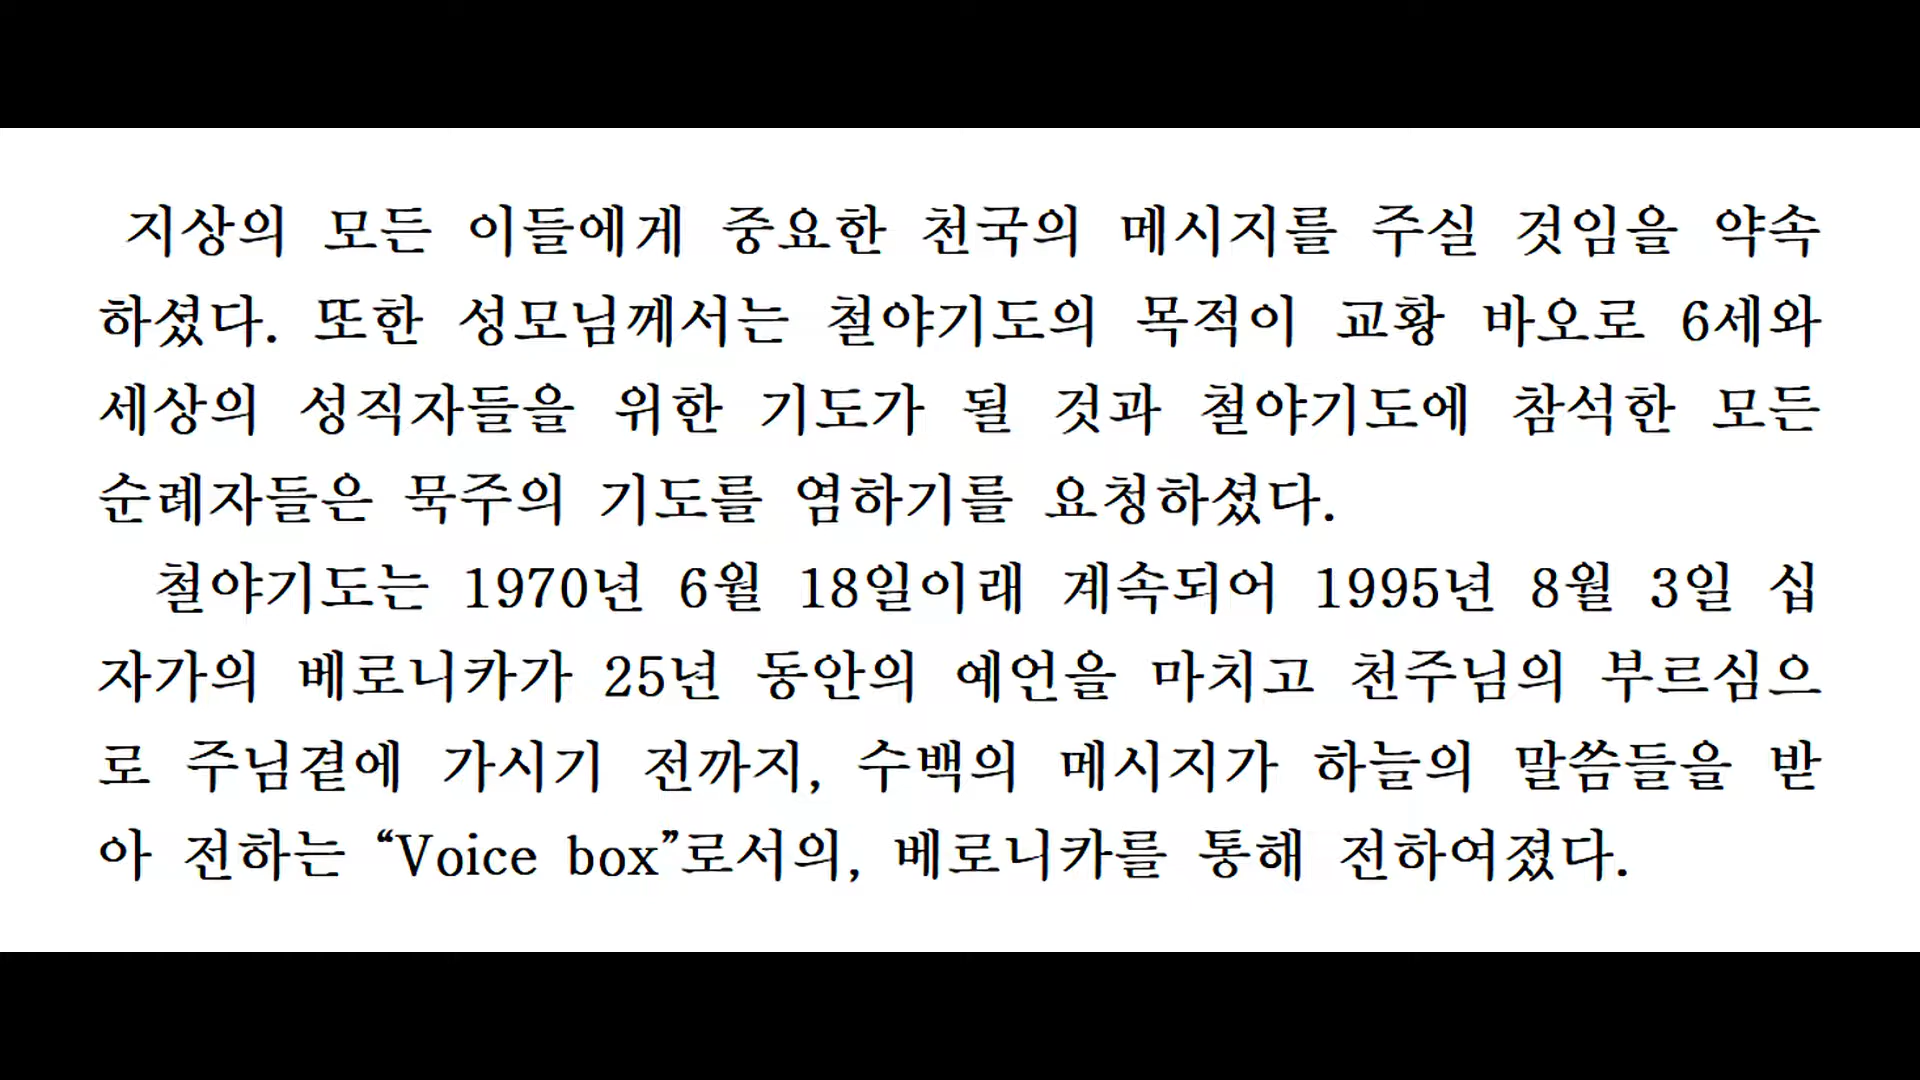 지상의 모든 이들에게 중요한 천국의 메시지를 주실 것임을 약속
하셨다. 또한 성모님께서는 철야기도의 목적이 교황 바오로 6세와
세상의 성직자들을 위한 기도가 될 것과 철야기도에 참석한 모든
순례자들은 묵주의 기도를 염하기를 요청하셨다.
철야기도는 1970년 6월 18일이래 계속되어 1995년 8월 3일 십
자가의 베로니카가 25년 동안의 예언을 마치고 천주님의 부르심으
로 주님곁에 가시기 전까지, 수백의 메시지가 하늘의 말씀들을 받
아 전하는 “Voice box”로서의, 베로니카를 통해 전하여졌다.